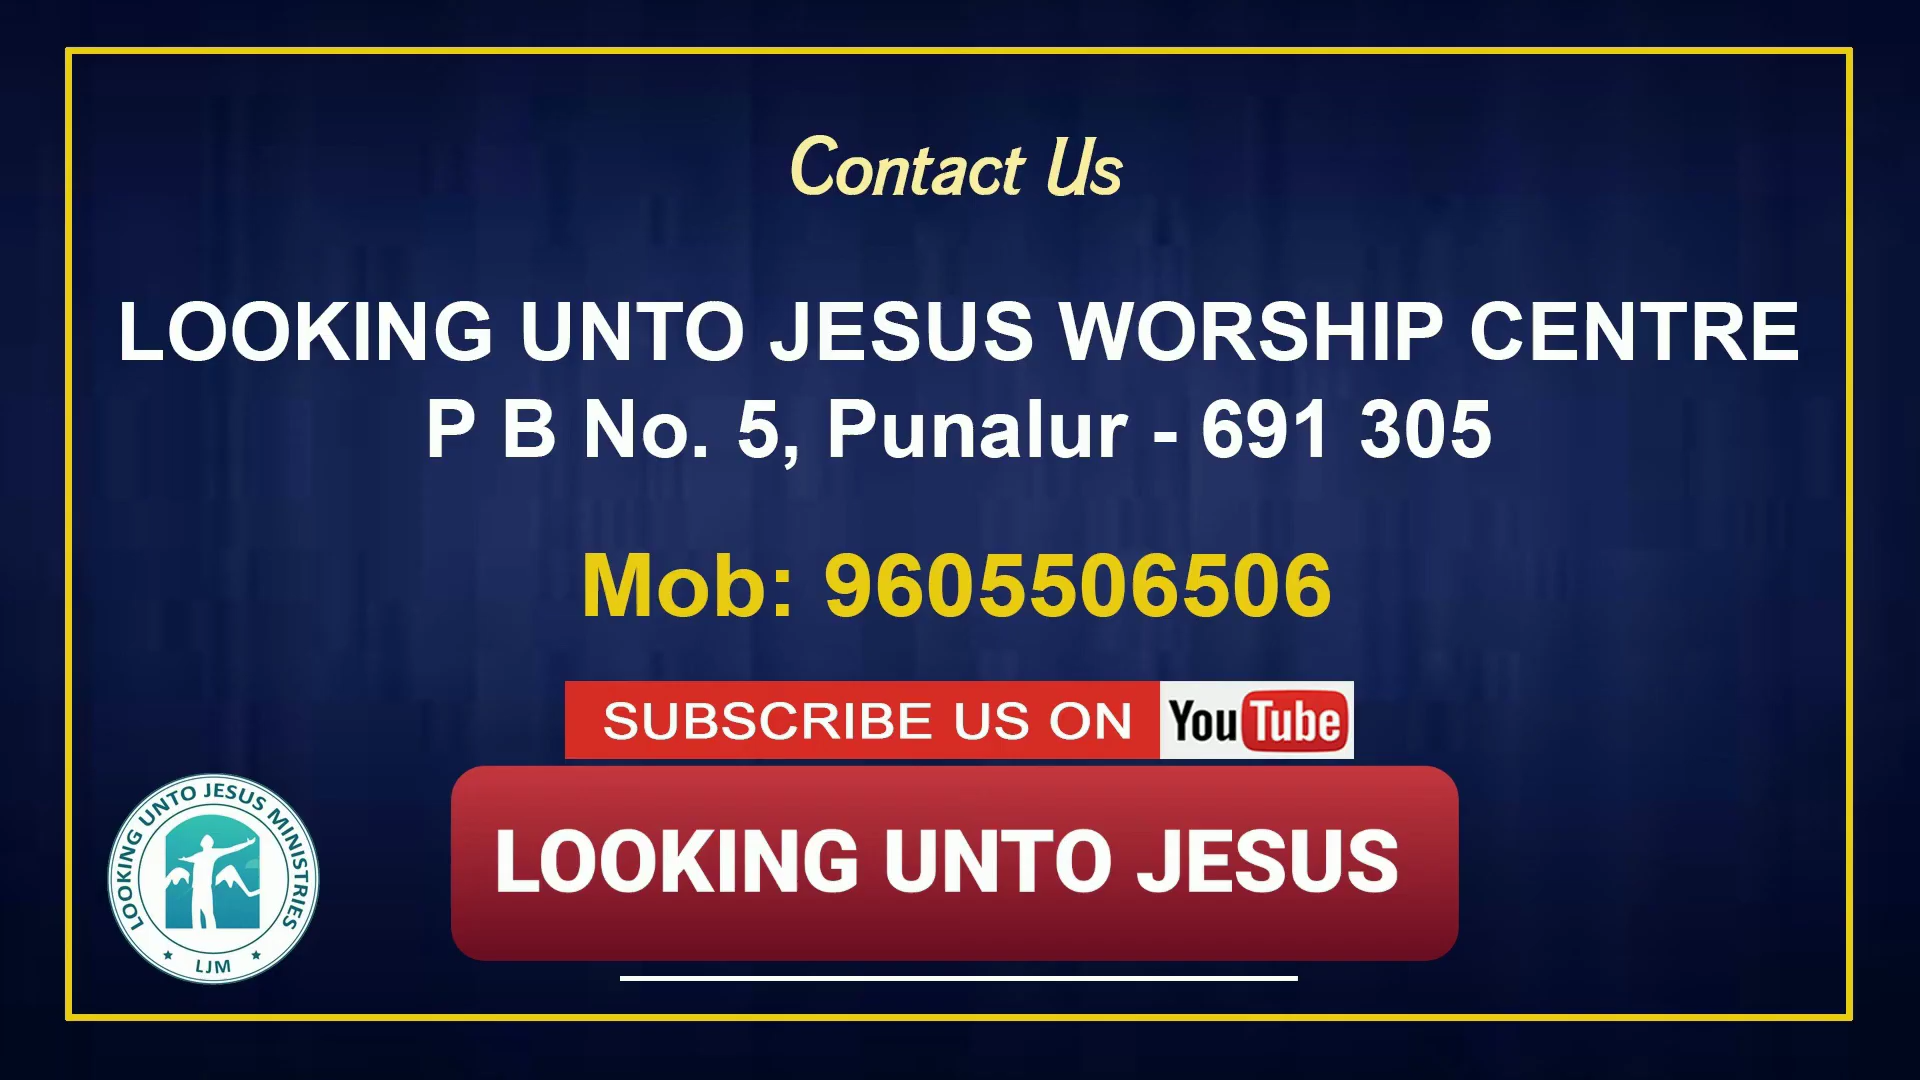 Contact Us
LOOKING UNTO JESUS WORSHIP CENTRE
P B No. 5, Punalur - 691 305
Mob: 9605506506
SUBSCRIBE US ON YouTube
LOOKING UNTO JESUS
LOOKING UNTO JESUS MINISTRIES
LJM